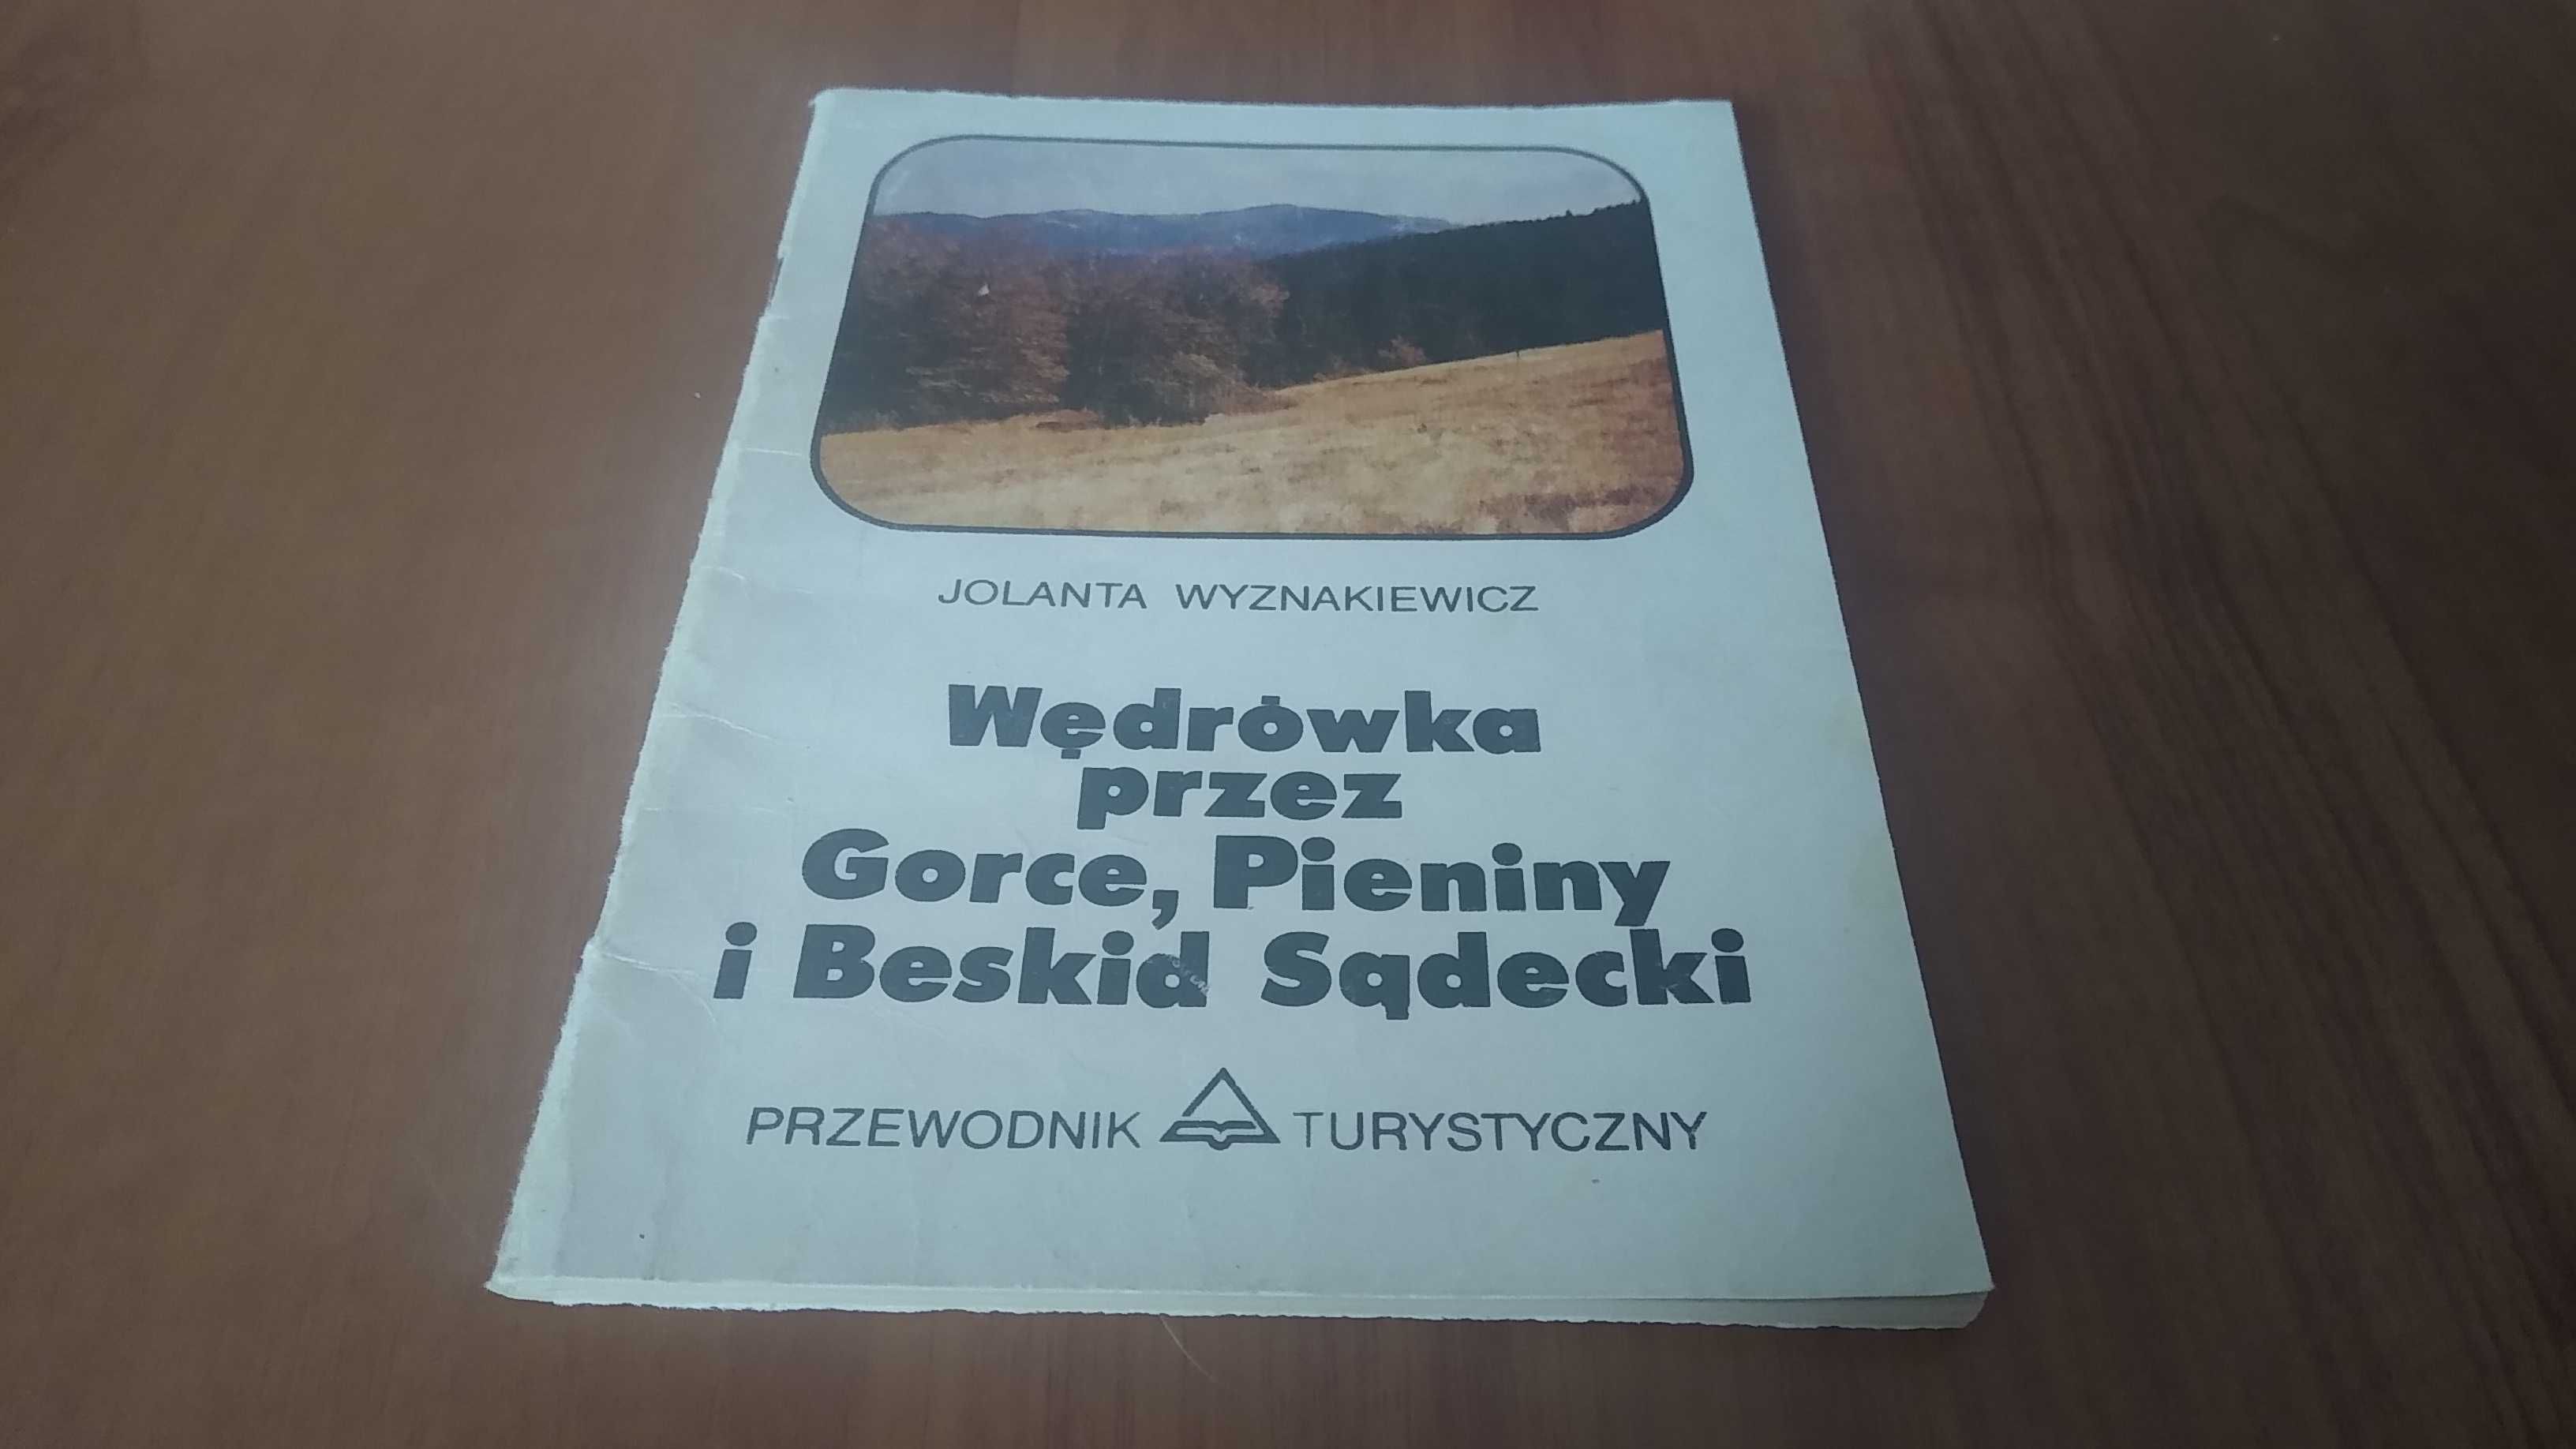 JOLANTA WYZNAKIEWICZ
Wędrówka
przez
Gorce, Pieniny
i Beskid Sądecki
PRZEWODNIK TURYSTYCZNY